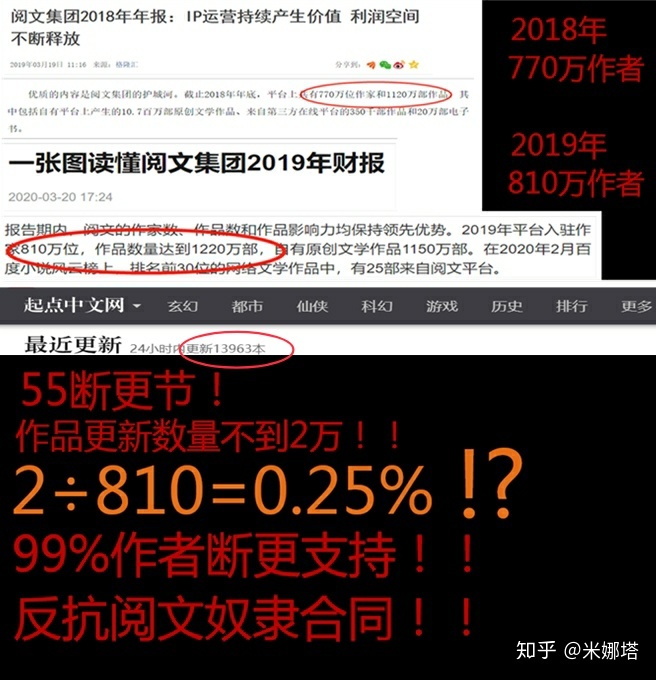 阅文集团2018年年报：IP运营持续产生价值 利润空间
不断释放
2019年03月19日 11:16 来源：格隆汇
分享到：
优质的内容是阅文集团的护城河。截止2018年年底，平台上共有770万位作家和1120万部作品，其
中包括自有平台上产生的10.7百万部原创文学作品、来自第三方在线平台的350千部作品和20万部电子
书。
2018年
770万作者
一张图读懂阅文集团2019年财报
2020-03-20 17:24
2019年
810万作者
报告期内，阅文的作家数、作品数和作品影响力均保持领先优势。2019年平台入驻作
家810万位，作品数量达到1220万部，自有原创文学作品1150万部。在2020年2月百
度小说风云榜上，排名前30位的网络文学作品中，有25部来自阅文平台。
起点中文网 玄幻 都市 仙侠 科幻 游戏 历史 排行 更多
最近更新 24小时内更新13963本
55断更节！
作品更新数量不到2万！！
2÷810=0.25% !?
99%作者断更支持！！
反抗阅文奴隶合同！！
知乎 @米娜塔